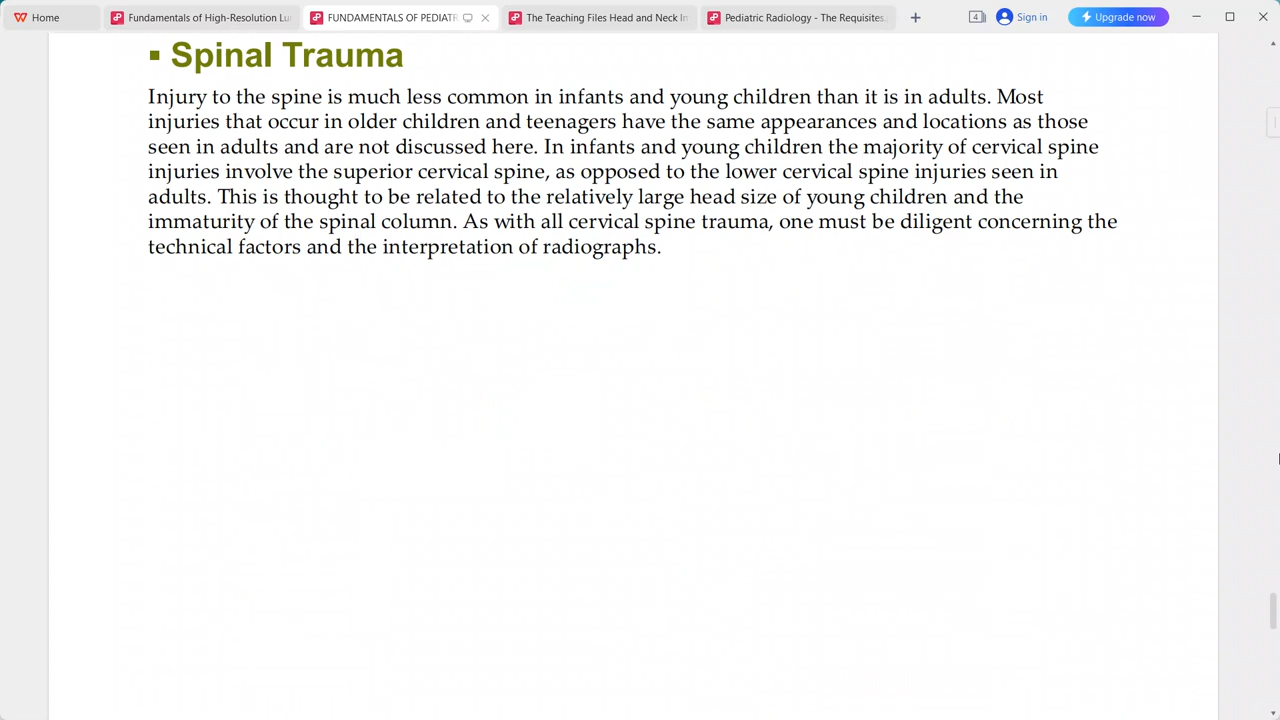 Home
Fundamentals of High-Resolution Lu
FUNDAMENTALS OF PEDIATR
The Teaching Files Head and Neck Im
Pediatric Radiology - The Requisites.
4
Sign in
Upgrade now
▪ Spinal Trauma
Injury to the spine is much less common in infants and young children than it is in adults. Most
injuries that occur in older children and teenagers have the same appearances and locations as those
seen in adults and are not discussed here. In infants and young children the majority of cervical spine
injuries involve the superior cervical spine, as opposed to the lower cervical spine injuries seen in
adults. This is thought to be related to the relatively large head size of young children and the
immaturity of the spinal column. As with all cervical spine trauma, one must be diligent concerning the
technical factors and the interpretation of radiographs.